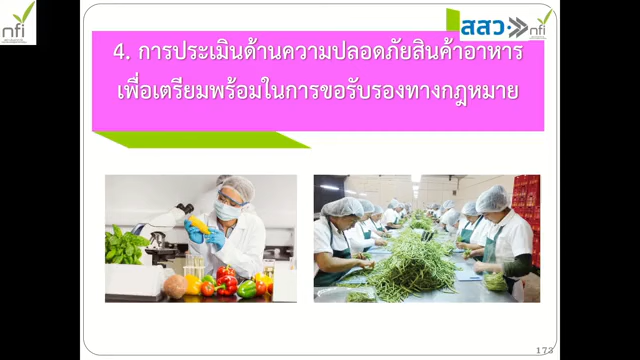 nfi
สสว
nfi
4. การประเมินด้านความปลอดภัยสินค้าอาหาร
เพื่อเตรียมพร้อมในการขอรับรองทางกฎหมาย
173